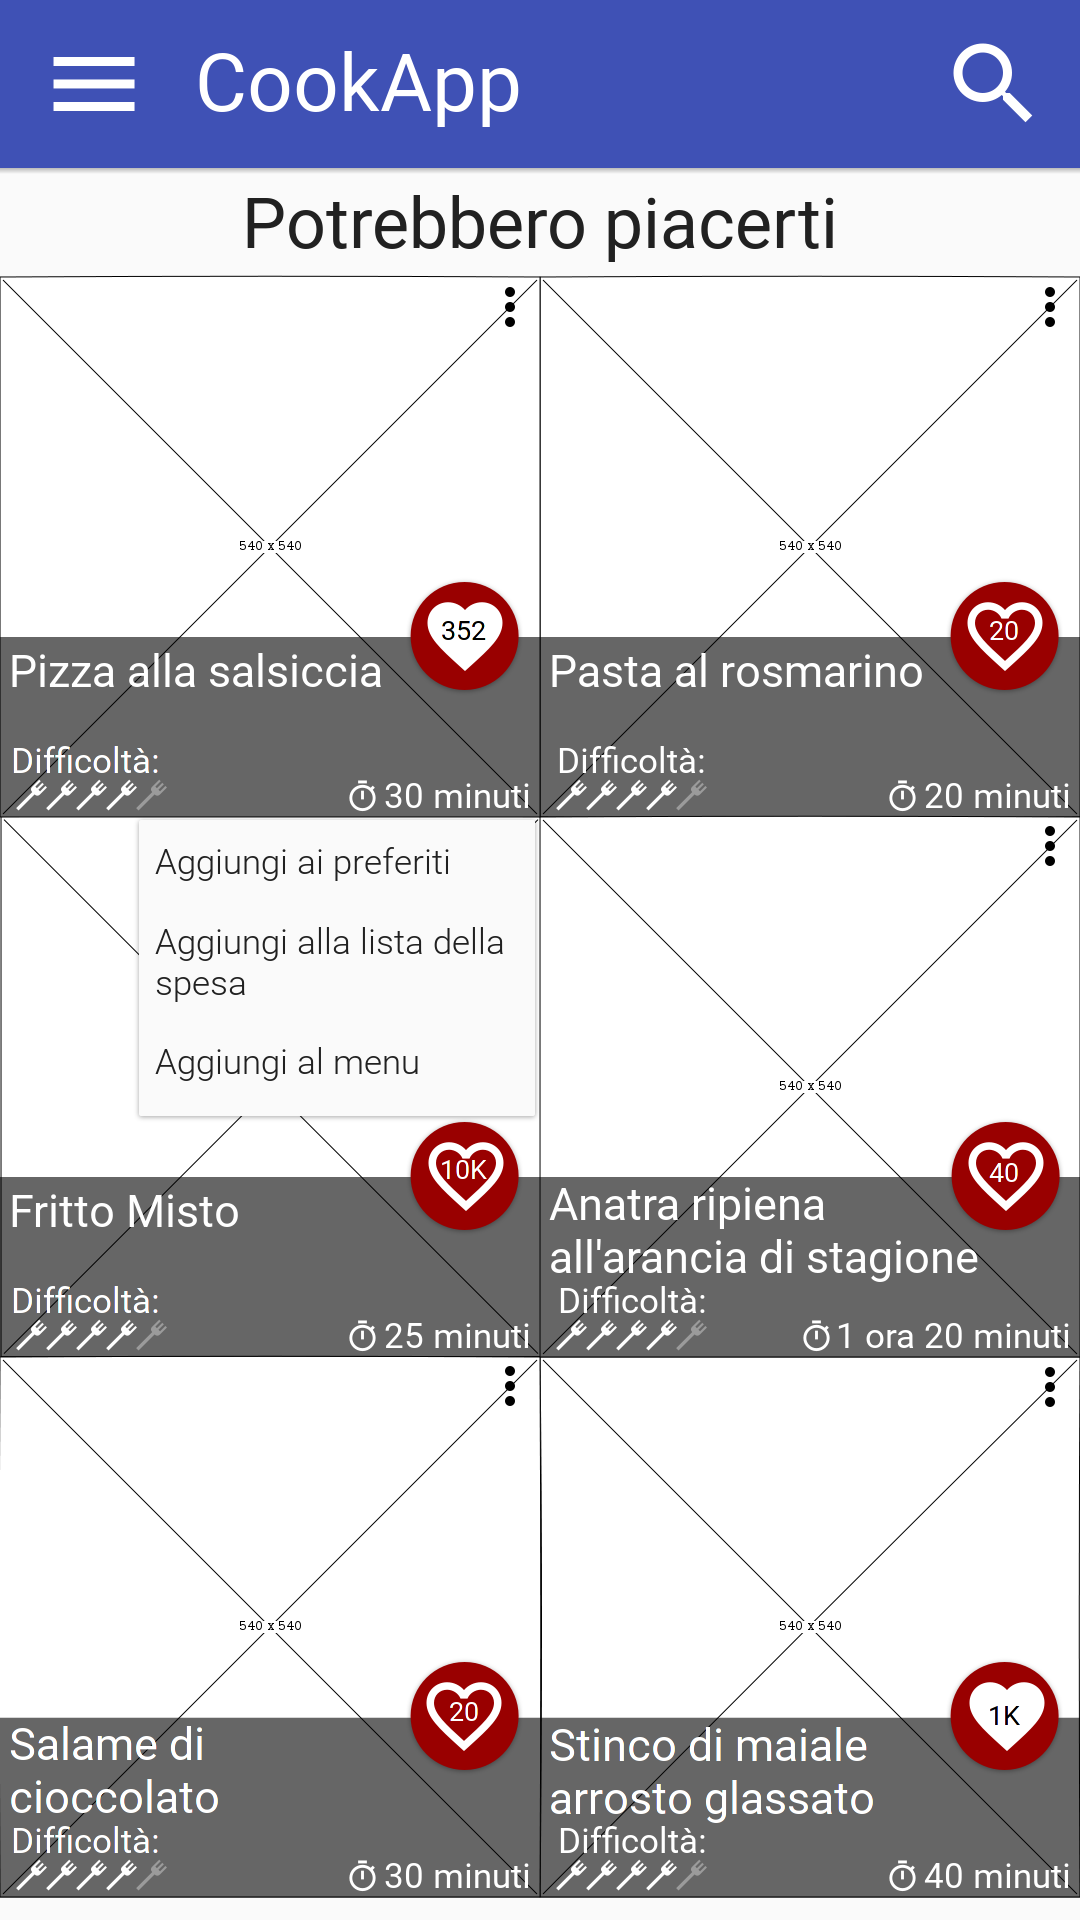 CookApp
Potrebbero piacerti
540 x 540
352
Pizza alla salsiccia
Difficoltà:
30 minuti
540 x 540
20
Pasta al rosmarino
Difficoltà:
20 minuti
Aggiungi ai preferiti
Aggiungi alla lista della
spesa
Aggiungi al menu
10K
Fritto Misto
Difficoltà:
25 minuti
540 x 540
40
Anatra ripiena
all'arancia di stagione
Difficoltà:
1 ora 20 minuti
540 x 540
20
Salame di
cioccolato
Difficoltà:
30 minuti
540 x 540
1K
Stinco di maiale
arrosto glassato
Difficoltà:
40 minuti